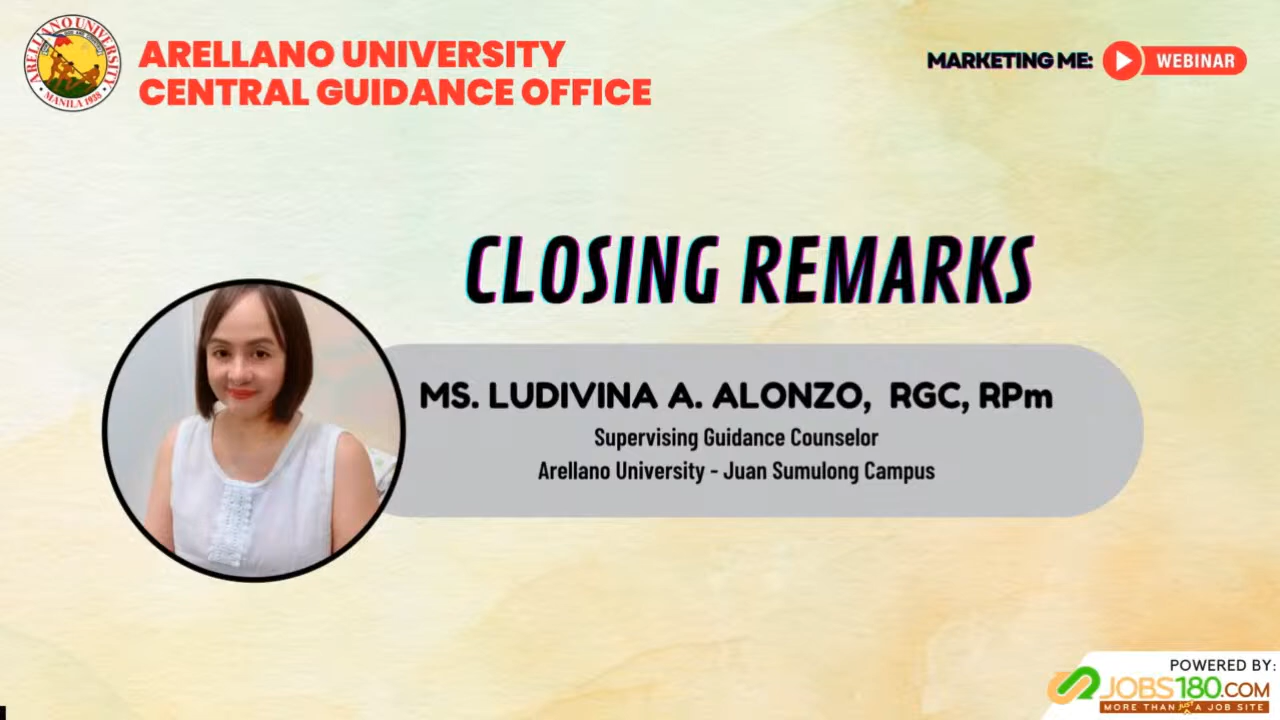 ARELLANO UNIVERSITY
CENTRAL GUIDANCE OFFICE
ARELLANO UNIVERSITY
MANILA 1938
MARKETING ME:
WEBINAR
CLOSING REMARKS
MS. LUDIVINA A. ALONZO, RGC, RPm
Supervising Guidance Counselor
Arellano University - Juan Sumulong Campus
POWERED BY:
JOBS180.COM
MORE THAN JUST A JOB SITE